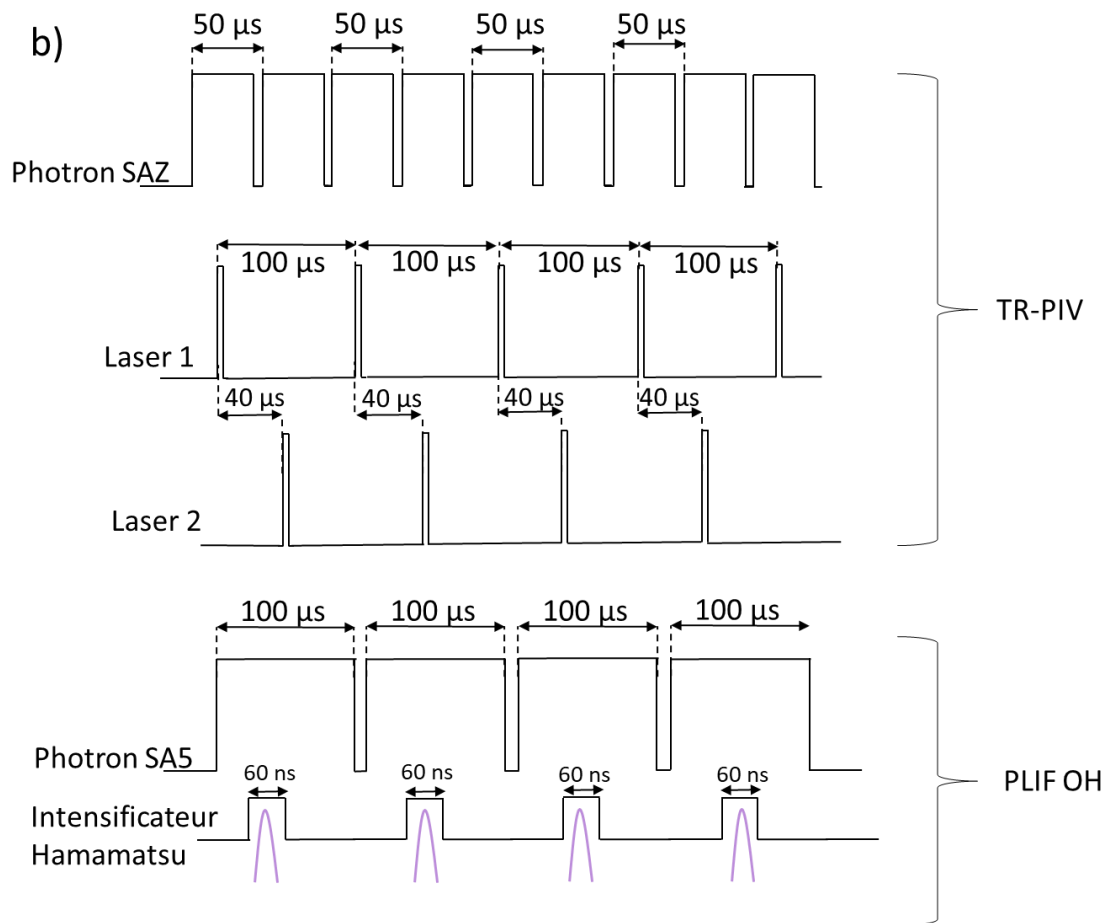 b)
50 µs 50 µs 50 µs 50 µs
Photron SAZ
100 µs 100 µs 100 µs 100 µs
Laser 1
TR-PIV
40 µs 40 µs 40 µs 40 µs
Laser 2
100 µs 100 µs 100 µs 100 µs
Photron SA5
60 ns 60 ns 60 ns 60 ns
PLIF OH
Intensificateur
Hamamatsu